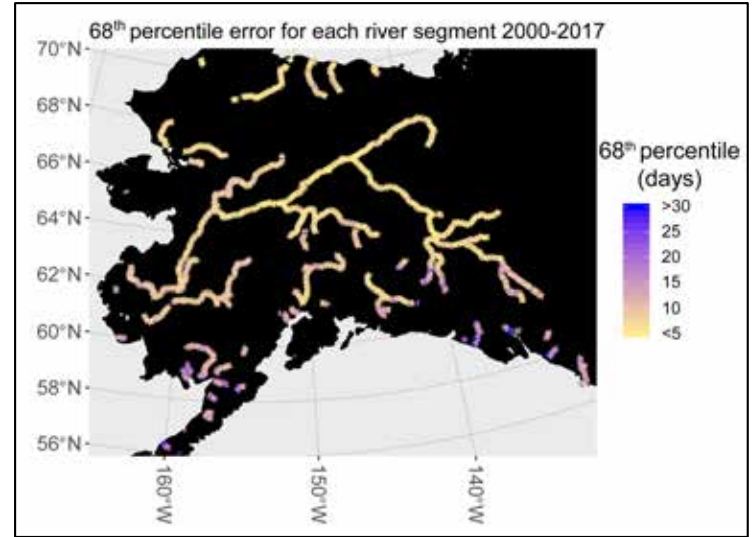 68th percentile error for each river segment 2000-2017
70°N
68°N
66°N
64°N
62°N
60°N
58°N
56°N
160°W
150°W
140°W
68th percentile
(days)
>30
25
20
15
10
<5